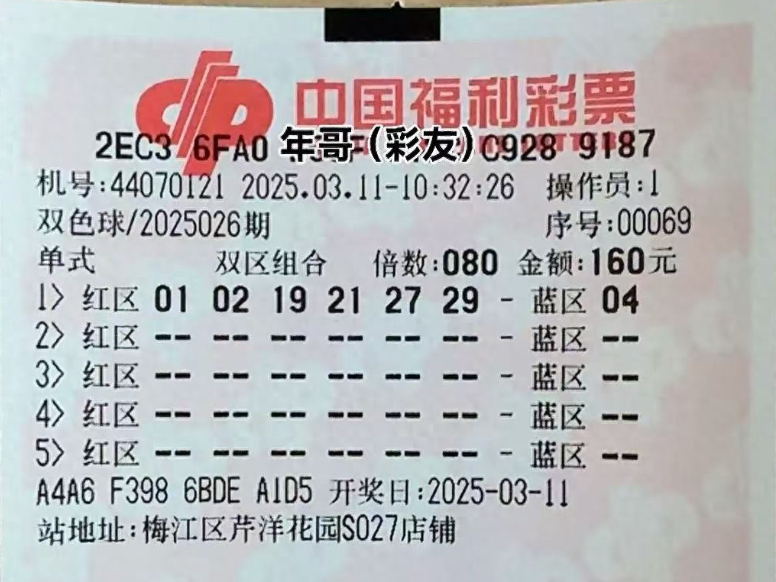 中国福利彩票
2EC3 6FA0 年哥(彩友) C928 9187
机号:44070121 2025.03.11-10:32:26 操作员:1
双色球/2025026期 序号:00069
单式 双区组合 倍数:080 金额:160元
1> 红区 01 02 19 21 27 29 - 蓝区 04
2> 红区 -- -- -- -- -- -- - 蓝区 --
3> 红区 -- -- -- -- -- -- - 蓝区 --
4> 红区 -- -- -- -- -- -- - 蓝区 --
5> 红区 -- -- -- -- -- -- - 蓝区 --
A4A6 F398 6BDE A1D5 开奖日:2025-03-11
站地址:梅江区芹洋花园S027店铺